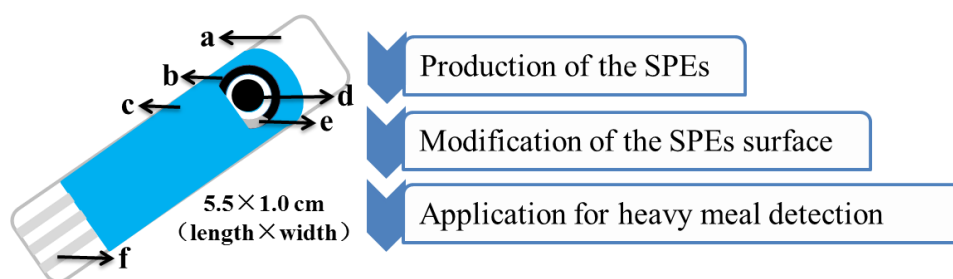 a
b
c
d
e
f
5.5×1.0 cm
（length×width）
Production of the SPEs
Modification of the SPEs surface
Application for heavy meal detection